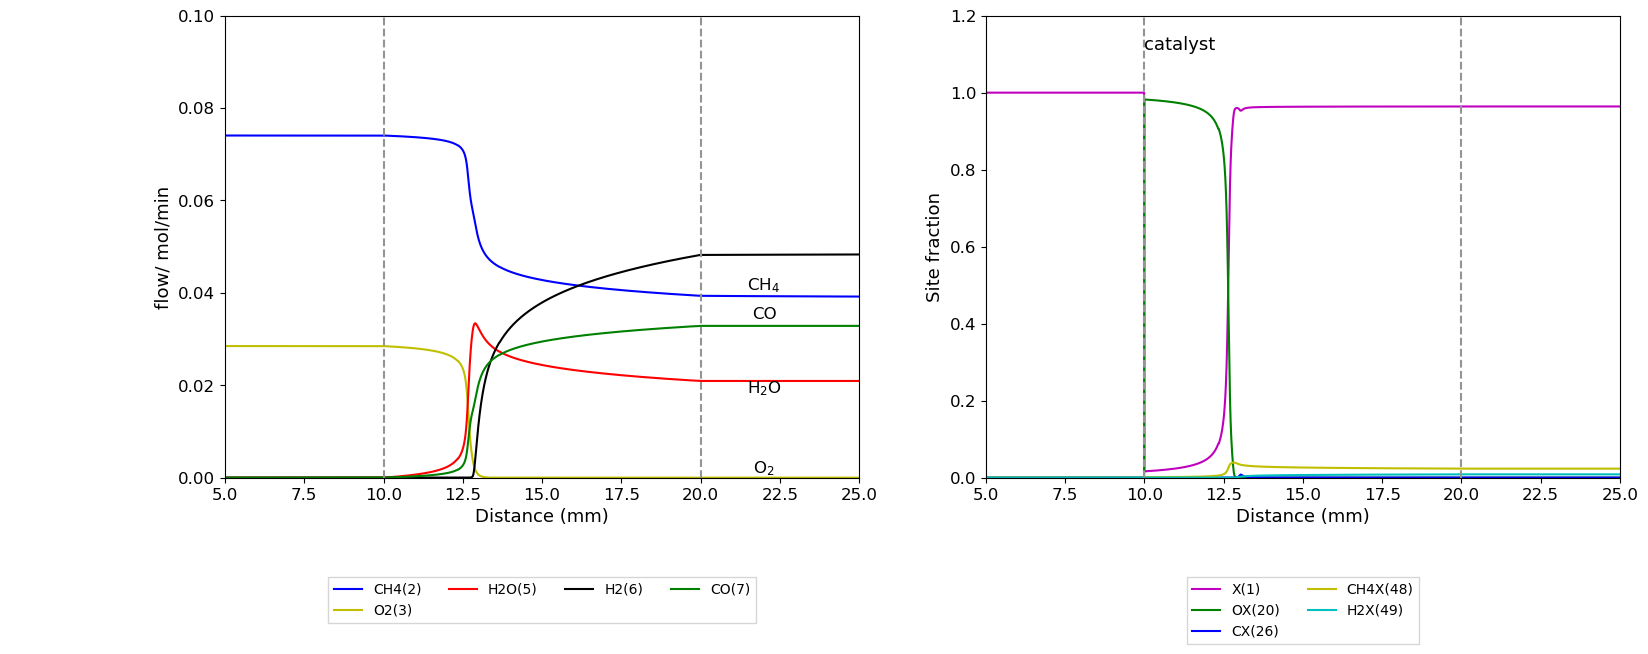 0.10
0.08
0.06
0.04
0.02
0.00
flow/ mol/min
CH4
CO
H2O
O2
5.0 7.5 10.0 12.5 15.0 17.5 20.0 22.5 25.0
Distance (mm)
CH4(2) H2O(5) H2(6) CO(7)
O2(3)
catalyst
1.2
1.0
0.8
0.6
0.4
0.2
0.0
Site fraction
5.0 7.5 10.0 12.5 15.0 17.5 20.0 22.5 25.0
Distance (mm)
X(1) CH4X(48)
OX(20) H2X(49)
CX(26)